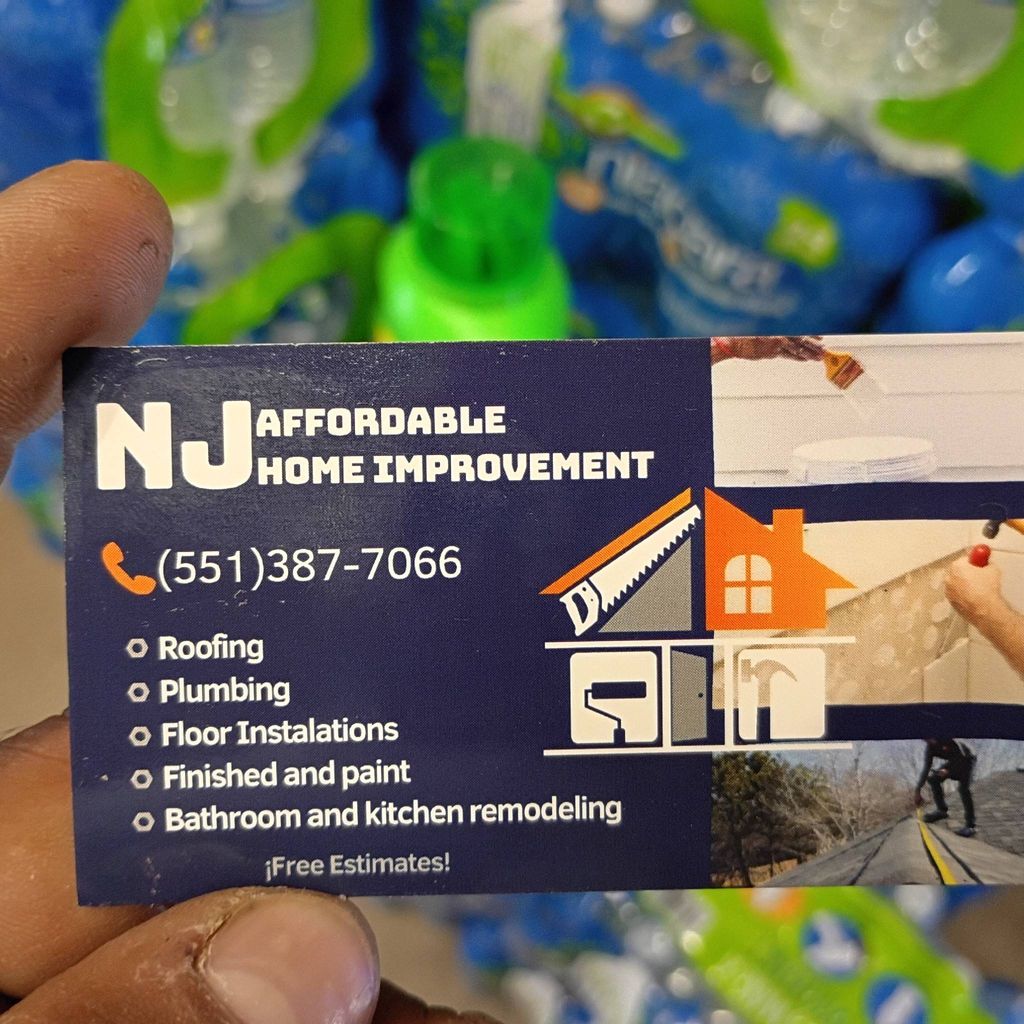 NJ AFFORDABLE
HOME IMPROVEMENT
(551)387-7066
Roofing
Plumbing
Floor Instalations
Finished and paint
Bathroom and kitchen remodeling
¡Free Estimates!